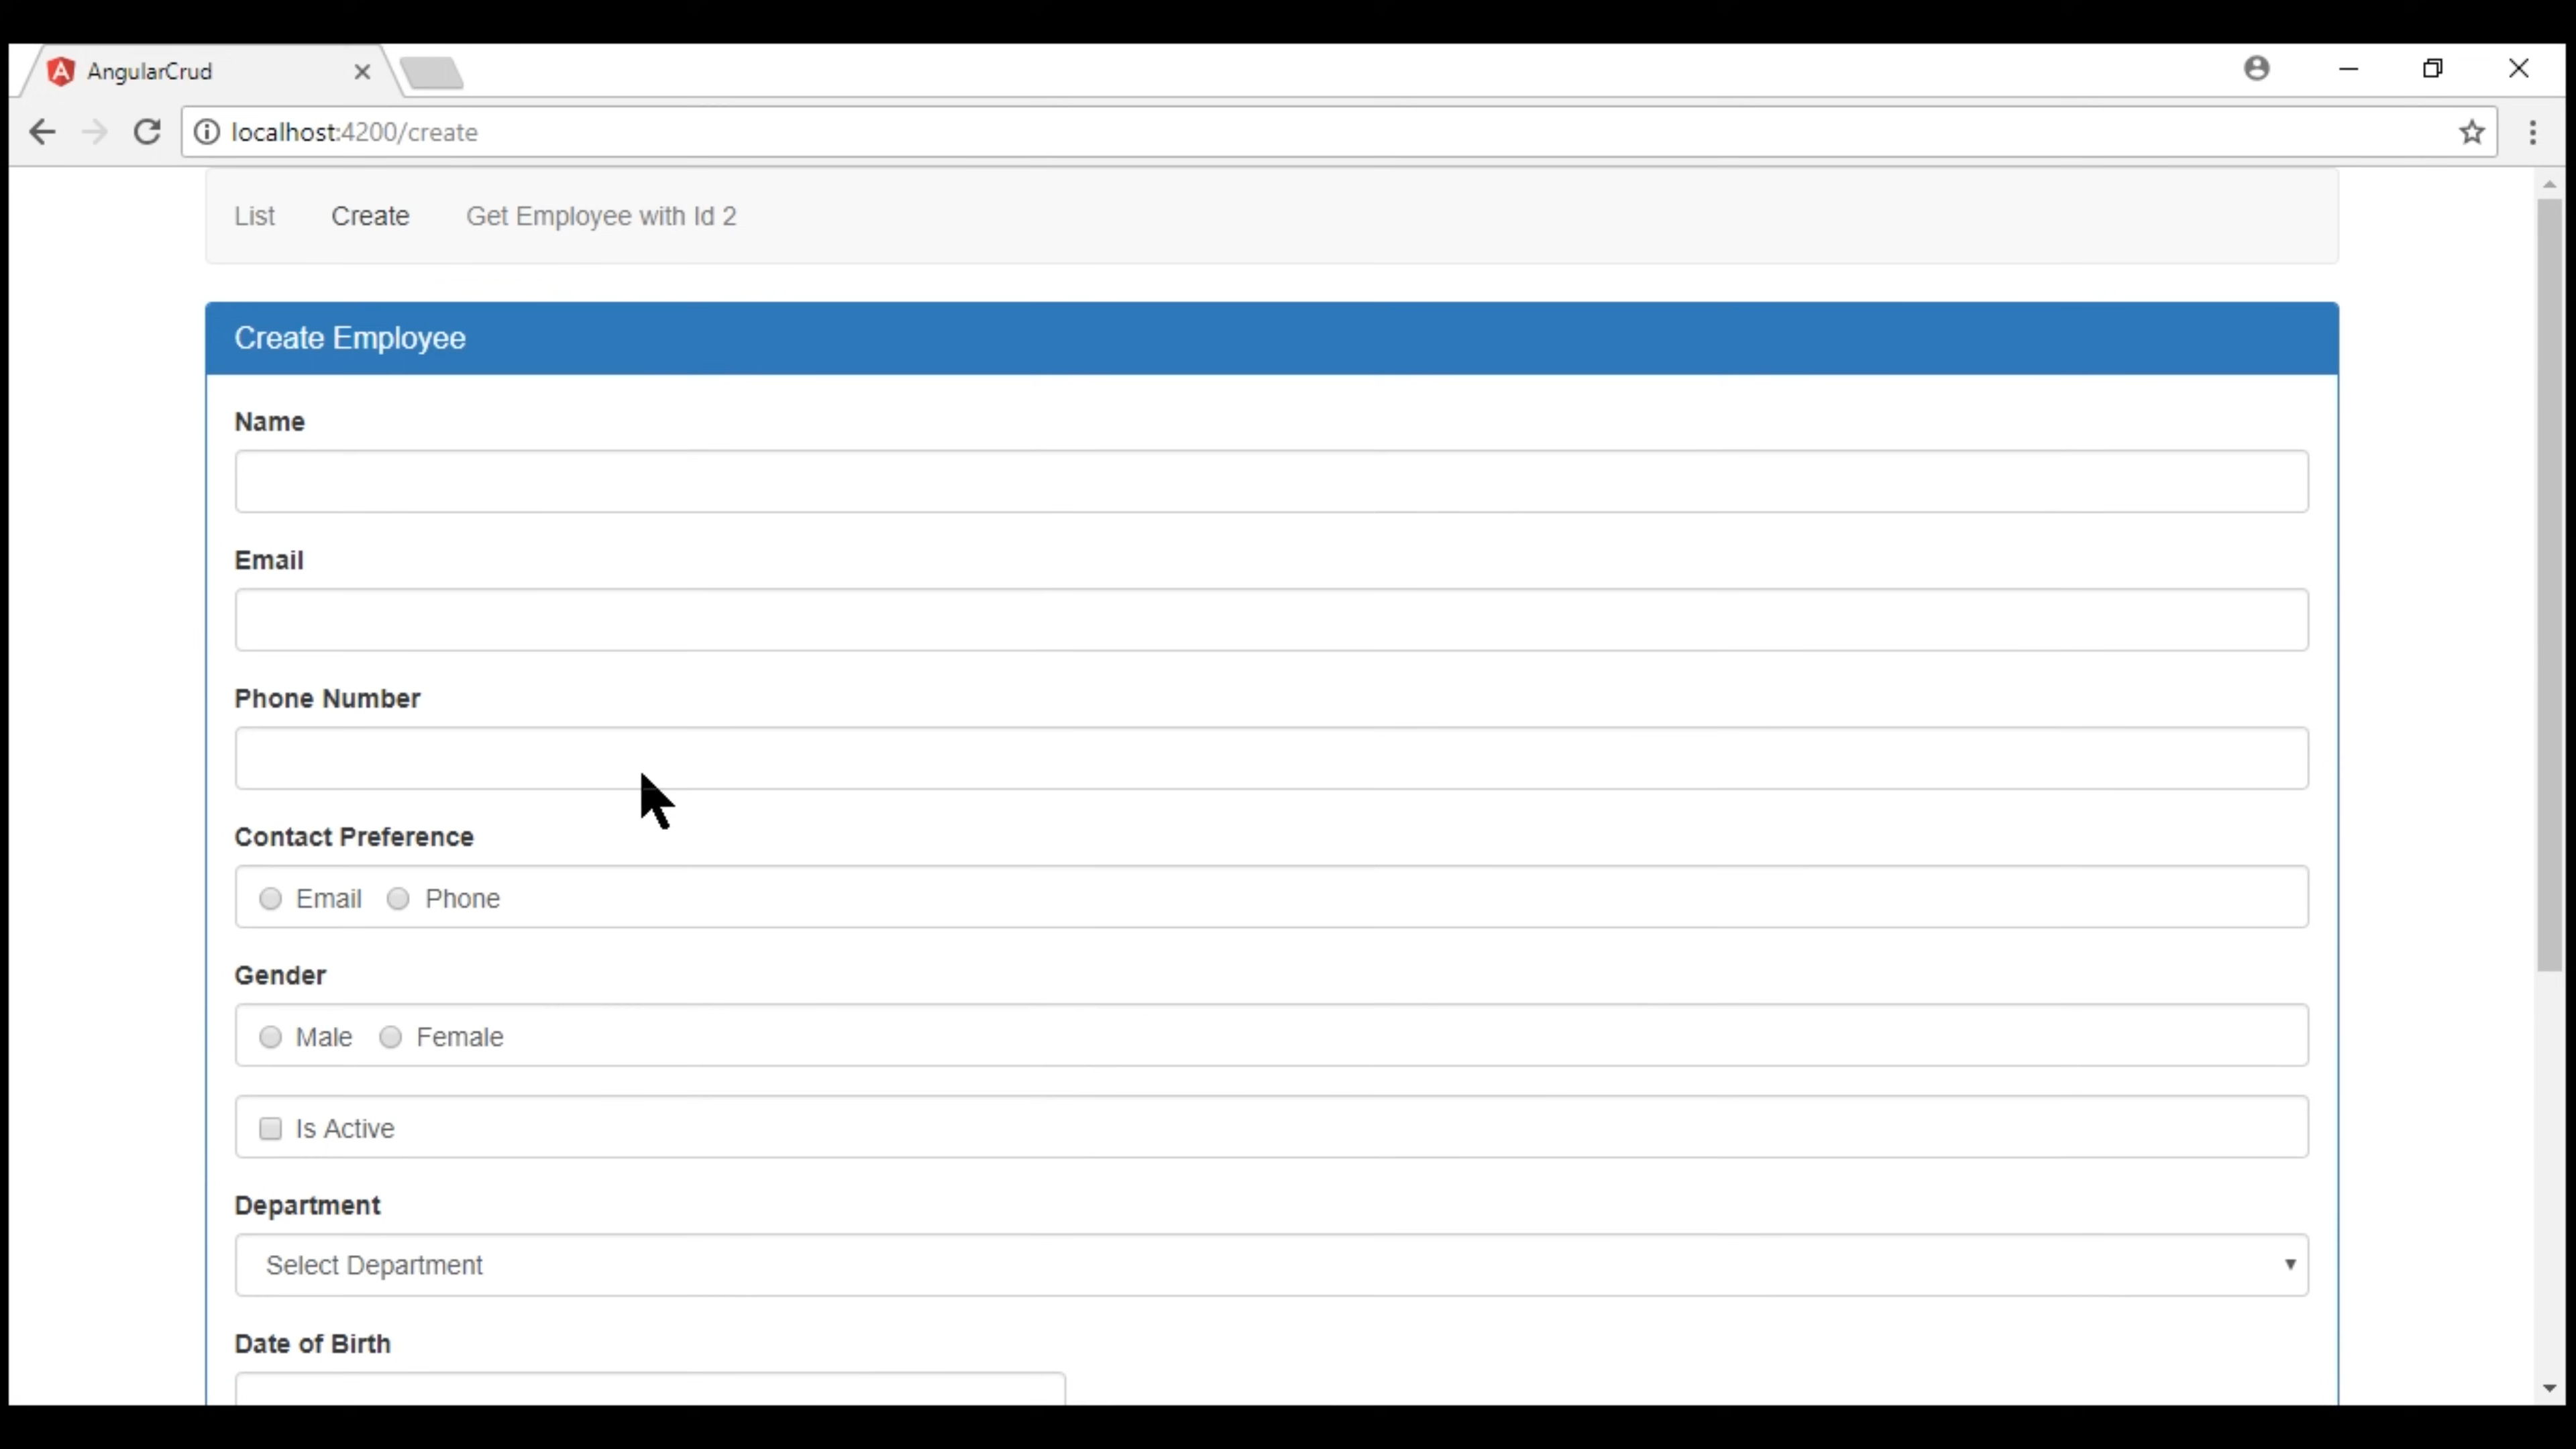 AngularCrud
localhost:4200/create
List Create Get Employee with Id 2
Create Employee
Name
Email
Phone Number
Contact Preference
Email Phone
Gender
Male Female
Is Active
Department
Select Department
Date of Birth